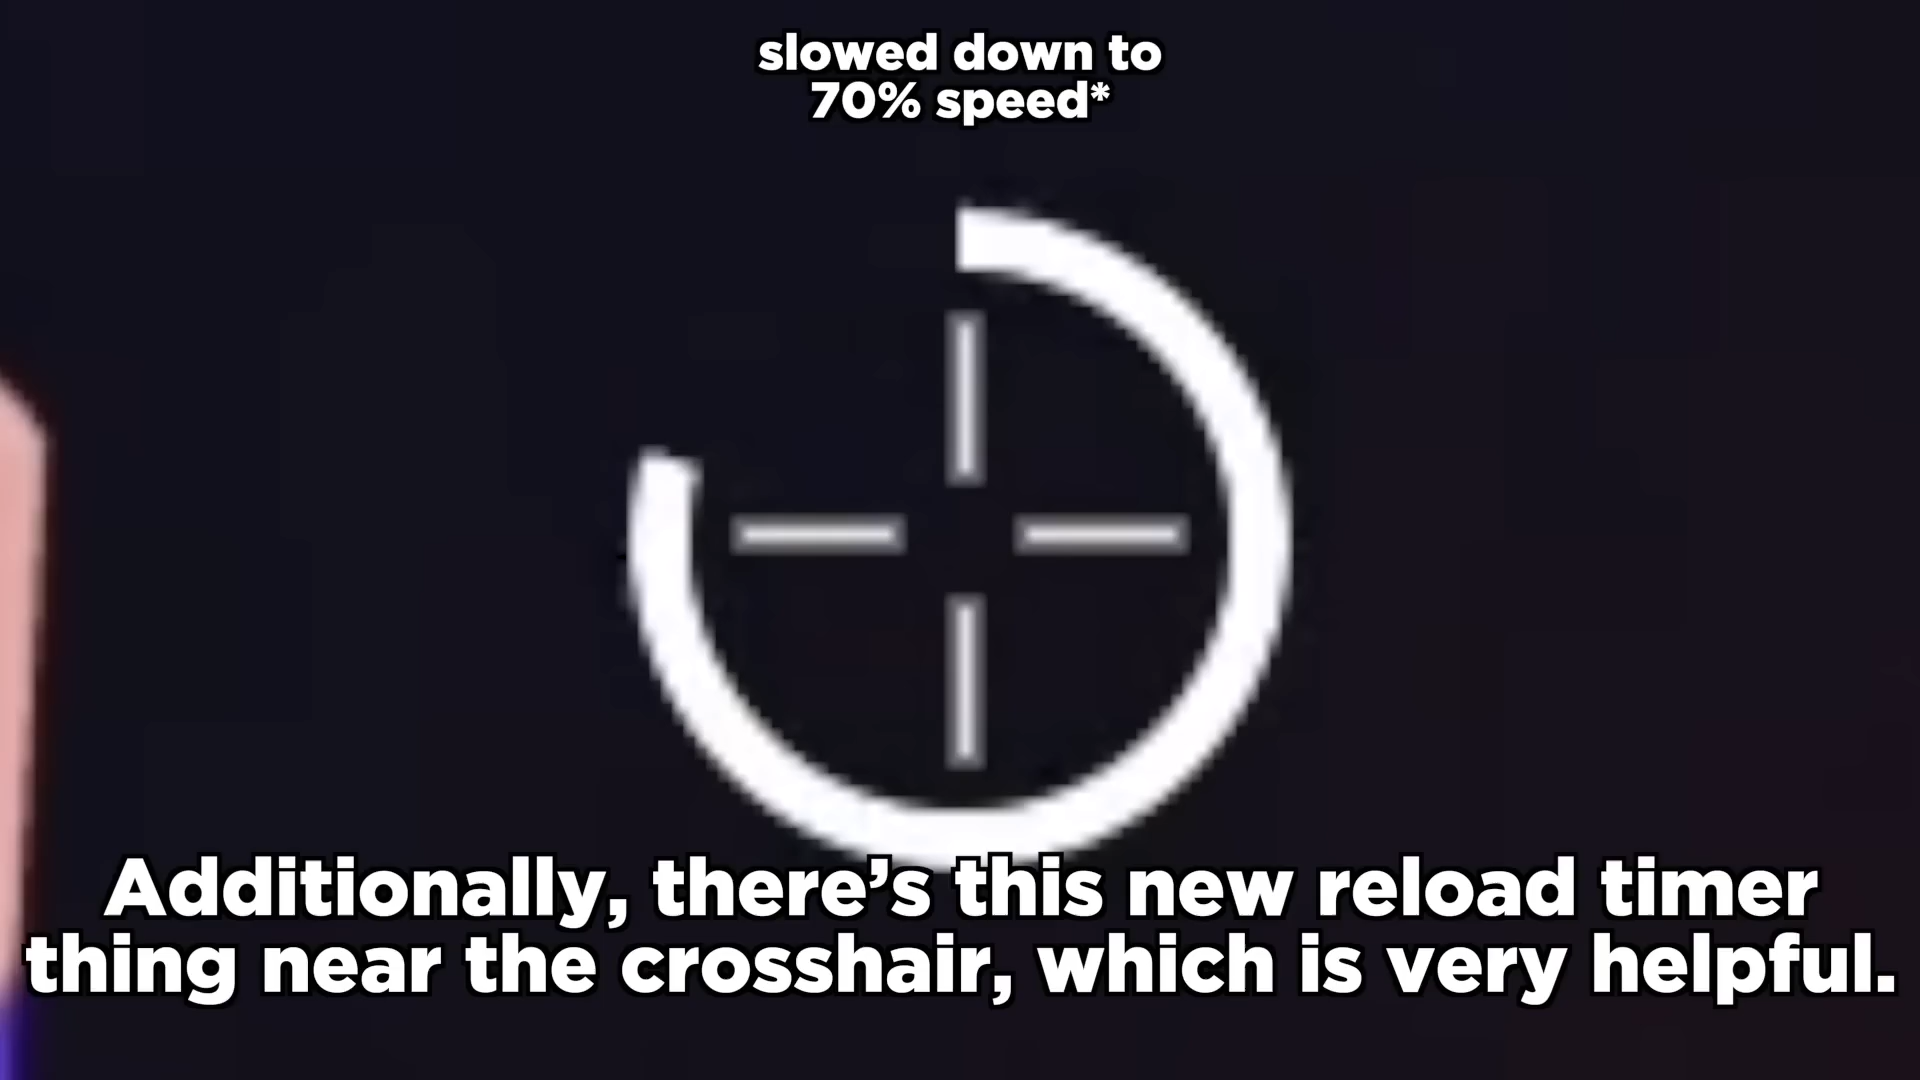 slowed down to
70% speed*
Additionally, there’s this new reload timer
thing near the crosshair, which is very helpful.